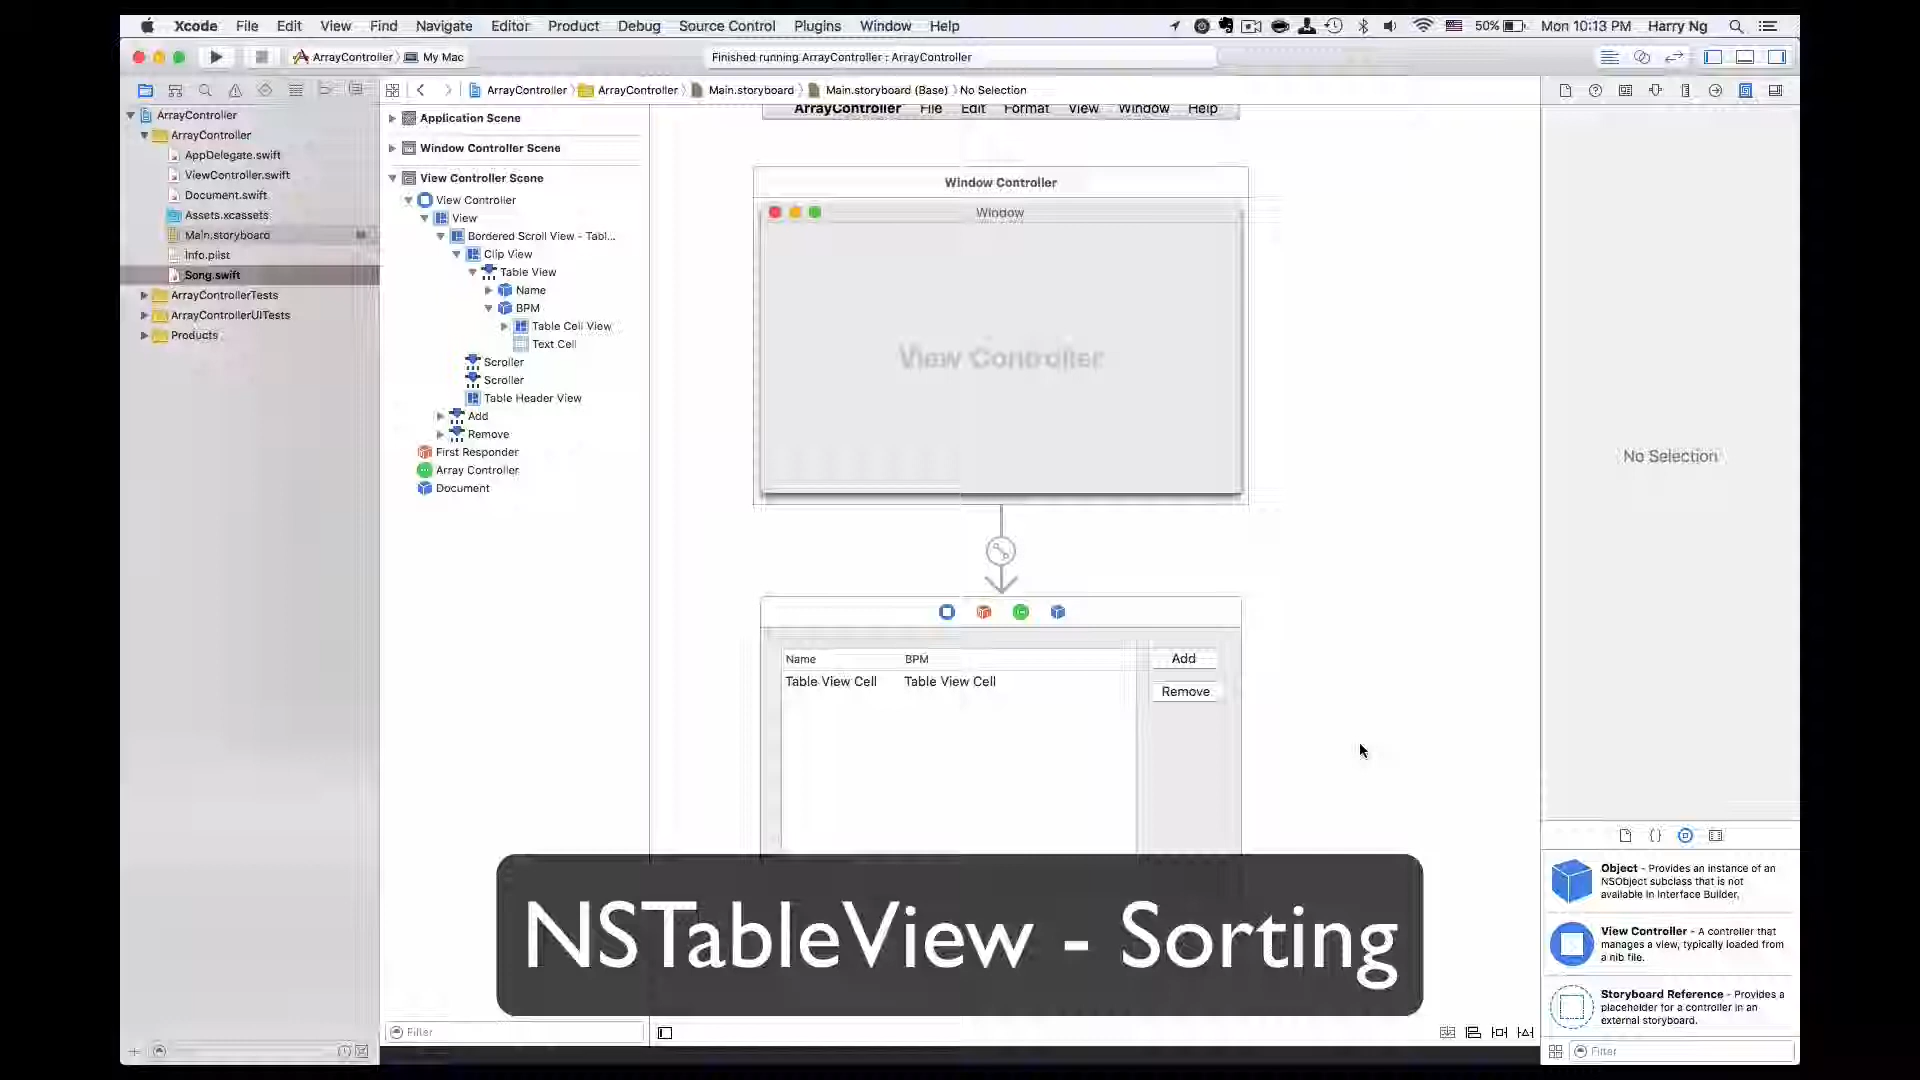 Xcode File Edit View Find Navigate Editor Product Debug Source Control Plugins Window Help
50% Mon 10:13 PM Harry Ng
ArrayController My Mac
Finished running ArrayController : ArrayController
ArrayController ArrayController Main.storyboard Main.storyboard (Base) No Selection
ArrayController
ArrayController
AppDelegate.swift
ViewController.swift
Document.swift
Assets.xcassets
Main.storyboard
Info.plist
Song.swift
ArrayControllerTests
ArrayControllerUITests
Products
Application Scene
Window Controller Scene
View Controller Scene
View Controller
View
Bordered Scroll View - Tabl...
Clip View
Table View
Name
BPM
Table Cell View
Text Cell
Scroller
Scroller
Table Header View
Add
Remove
First Responder
Array Controller
Document
Filter
ArrayController File Edit Format View Window Help
Window Controller
Window
View Controller
Name BPM
Table View Cell Table View Cell
Add
Remove
NSTableView - Sorting
No Selection
Object - Provides an instance of an
NSObject subclass that is not
available in Interface Builder.
View Controller - A controller that
manages a view, typically loaded from
a nib file.
Storyboard Reference - Provides a
placeholder for a controller in an
external storyboard.
Filter